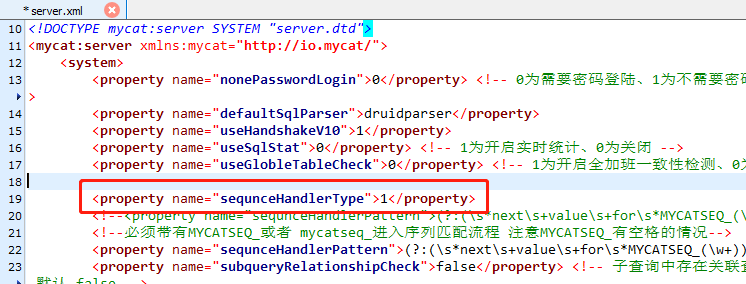 *server.xml
10 <!DOCTYPE mycat:server SYSTEM "server.dtd">
11 <mycat:server xmlns:mycat="http://io.mycat/">
12 <system>
13 <property name="nonePasswordLogin">0</property> <!-- 0为需要密码登陆、1为不需要密码
>
14 <property name="defaultSqlParser">druidparser</property>
15 <property name="useHandshakeV10">1</property>
16 <property name="useSqlStat">0</property> <!-- 1为开启实时统计、0为关闭 -->
17 <property name="useGlobleTableCheck">0</property> <!-- 1为开启全加班一致性检测、0为
18
19 <property name="sequnceHandlerType">1</property>
20 <!--<property name="sequnceHandlerPattern">(?:(\s*next\s+value\s+for\s*MYCATSEQ_(\
21 <!--必须带有MYCATSEQ_或者 mycatseq_进入序列匹配流程 注意MYCATSEQ_有空格的情况-->
22 <property name="sequnceHandlerPattern">(?:(\s*next\s+value\s+for\s*MYCATSEQ_(\w+))
23 <property name="subqueryRelationshipCheck">false</property> <!-- 子查询中存在关联查
默认 false -->